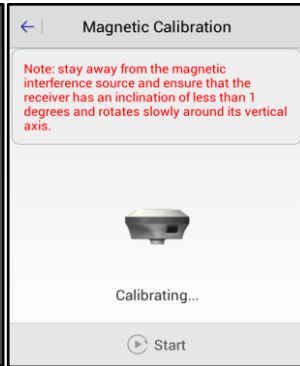 Magnetic Calibration
Note: stay away from the magnetic
interference source and ensure that the
receiver has an inclination of less than 1
degrees and rotates slowly around its vertical
axis.
Calibrating...
Start